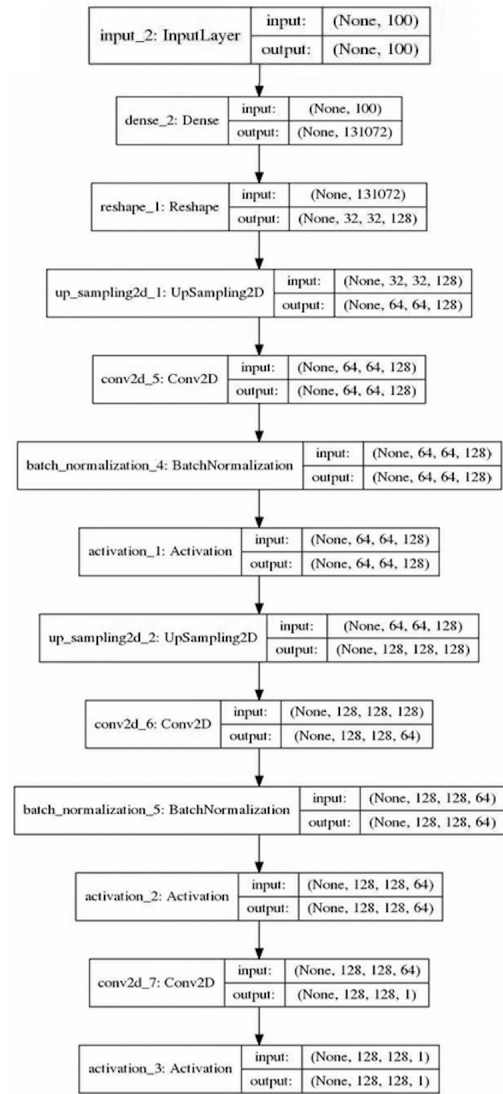 input_2: InputLayer input: (None, 100)
output: (None, 100)
dense_2: Dense input: (None, 100)
output: (None, 131072)
reshape_1: Reshape input: (None, 131072)
output: (None, 32, 32, 128)
up_sampling2d_1: UpSampling2D input: (None, 32, 32, 128)
output: (None, 64, 64, 128)
conv2d_5: Conv2D input: (None, 64, 64, 128)
output: (None, 64, 64, 128)
batch_normalization_4: BatchNormalization input: (None, 64, 64, 128)
output: (None, 64, 64, 128)
activation_1: Activation input: (None, 64, 64, 128)
output: (None, 64, 64, 128)
up_sampling2d_2: UpSampling2D input: (None, 64, 64, 128)
output: (None, 128, 128, 128)
conv2d_6: Conv2D input: (None, 128, 128, 128)
output: (None, 128, 128, 64)
batch_normalization_5: BatchNormalization input: (None, 128, 128, 64)
output: (None, 128, 128, 64)
activation_2: Activation input: (None, 128, 128, 64)
output: (None, 128, 128, 64)
conv2d_7: Conv2D input: (None, 128, 128, 64)
output: (None, 128, 128, 1)
activation_3: Activation input: (None, 128, 128, 1)
output: (None, 128, 128, 1)